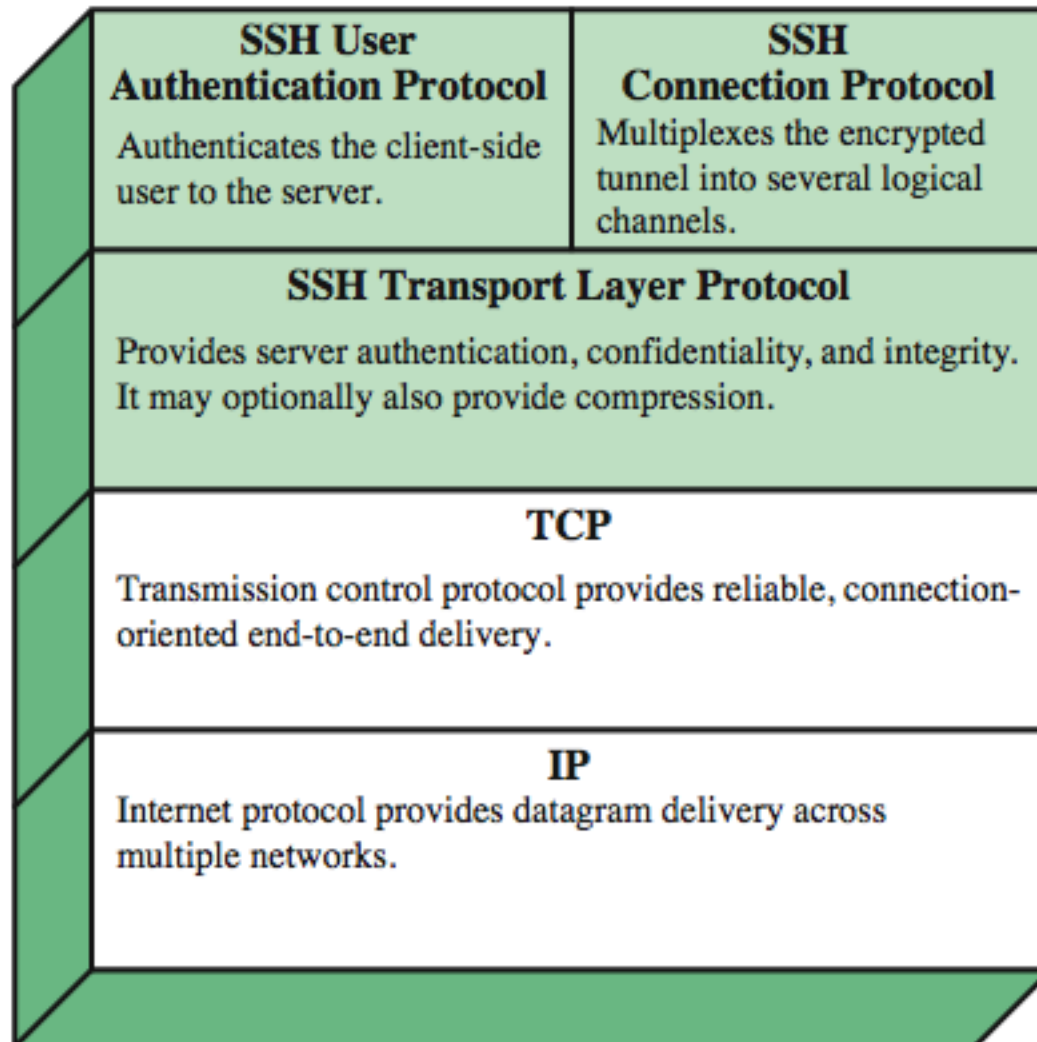 SSH User
Authentication Protocol
Authenticates the client-side
user to the server.
SSH
Connection Protocol
Multiplexes the encrypted
tunnel into several logical
channels.
SSH Transport Layer Protocol
Provides server authentication, confidentiality, and integrity.
It may optionally also provide compression.
TCP
Transmission control protocol provides reliable, connection-
oriented end-to-end delivery.
IP
Internet protocol provides datagram delivery across
multiple networks.